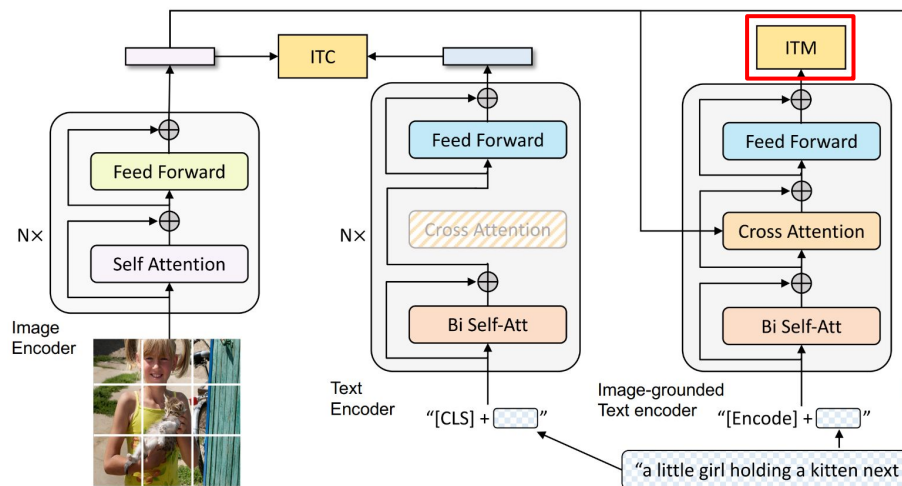 ITC
ITM
Feed Forward
Feed Forward
Feed Forward
N×
Self Attention
N×
Cross Attention
Cross Attention
Bi Self-Att
Bi Self-Att
Image
Encoder
Text
Encoder
Image-grounded
Text encoder
“[CLS] + ”
“[Encode] + ”
“a little girl holding a kitten next